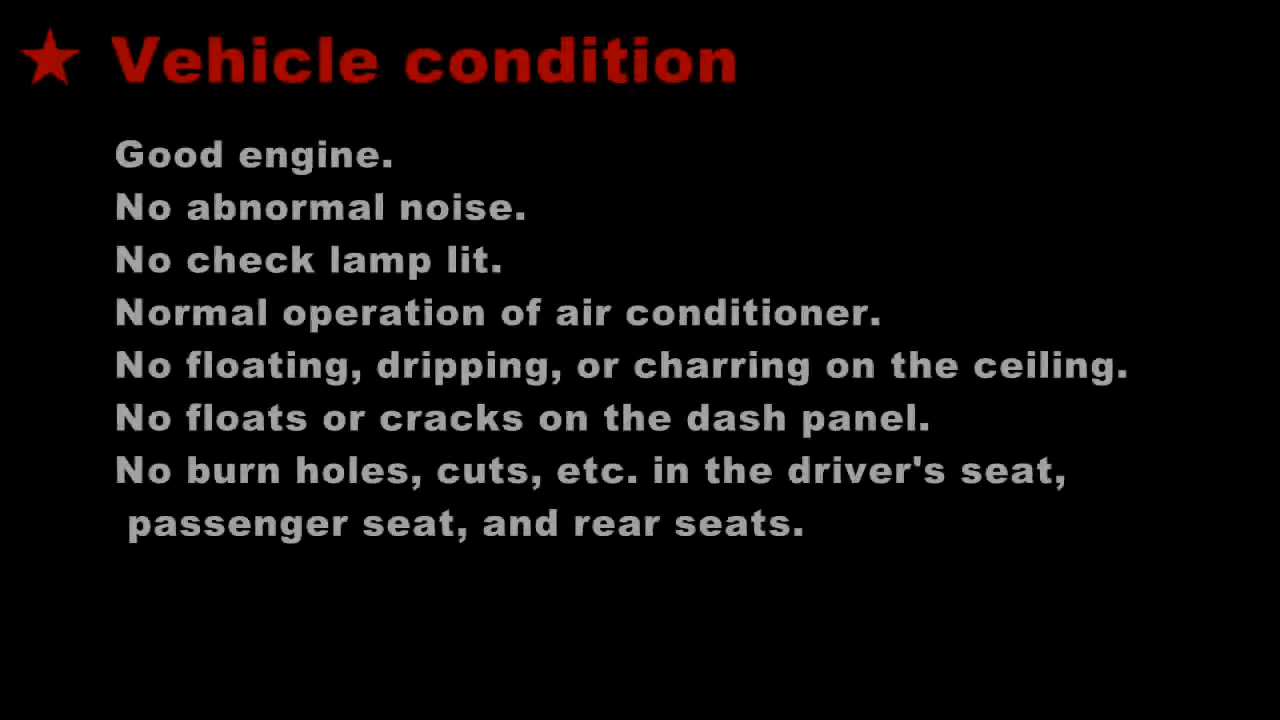 ★ Vehicle condition
Good engine.
No abnormal noise.
No check lamp lit.
Normal operation of air conditioner.
No floating, dripping, or charring on the ceiling.
No floats or cracks on the dash panel.
No burn holes, cuts, etc. in the driver's seat,
passenger seat, and rear seats.